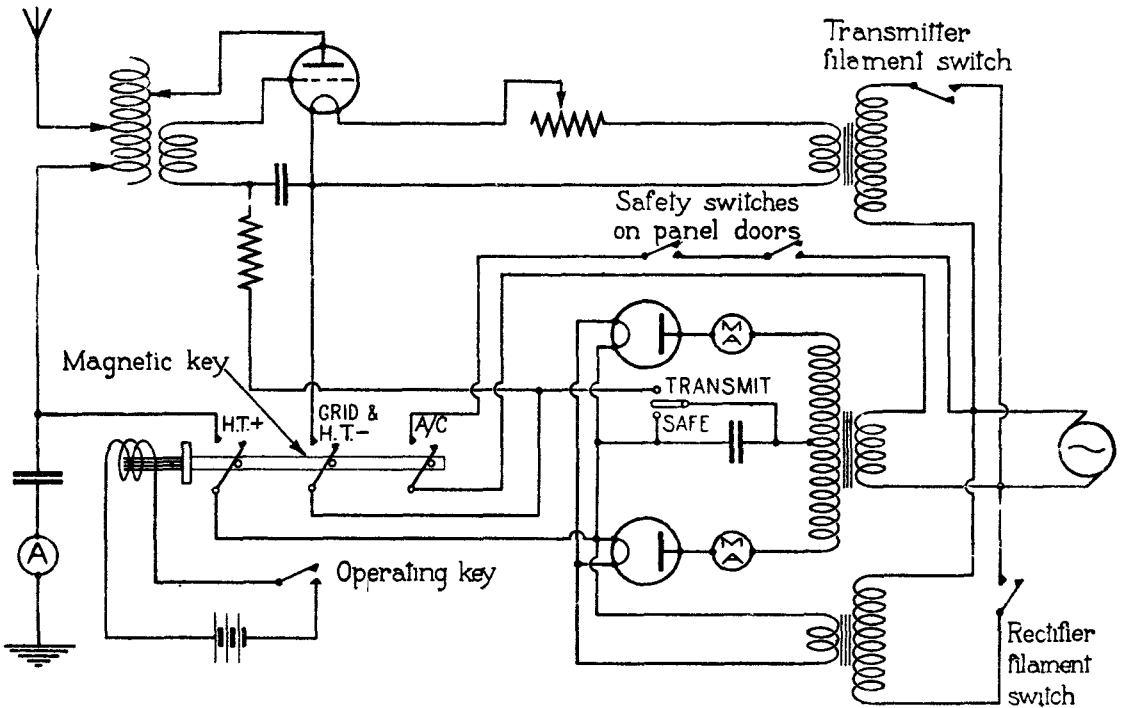 Transmitter
filament switch
Safety switches
on panel doors
Magnetic key
MA
TRANSMIT
SAFE
H.T.+
GRID &
H.T.-
A/C
A
MA
Operating key
Rectifier
filament
switch